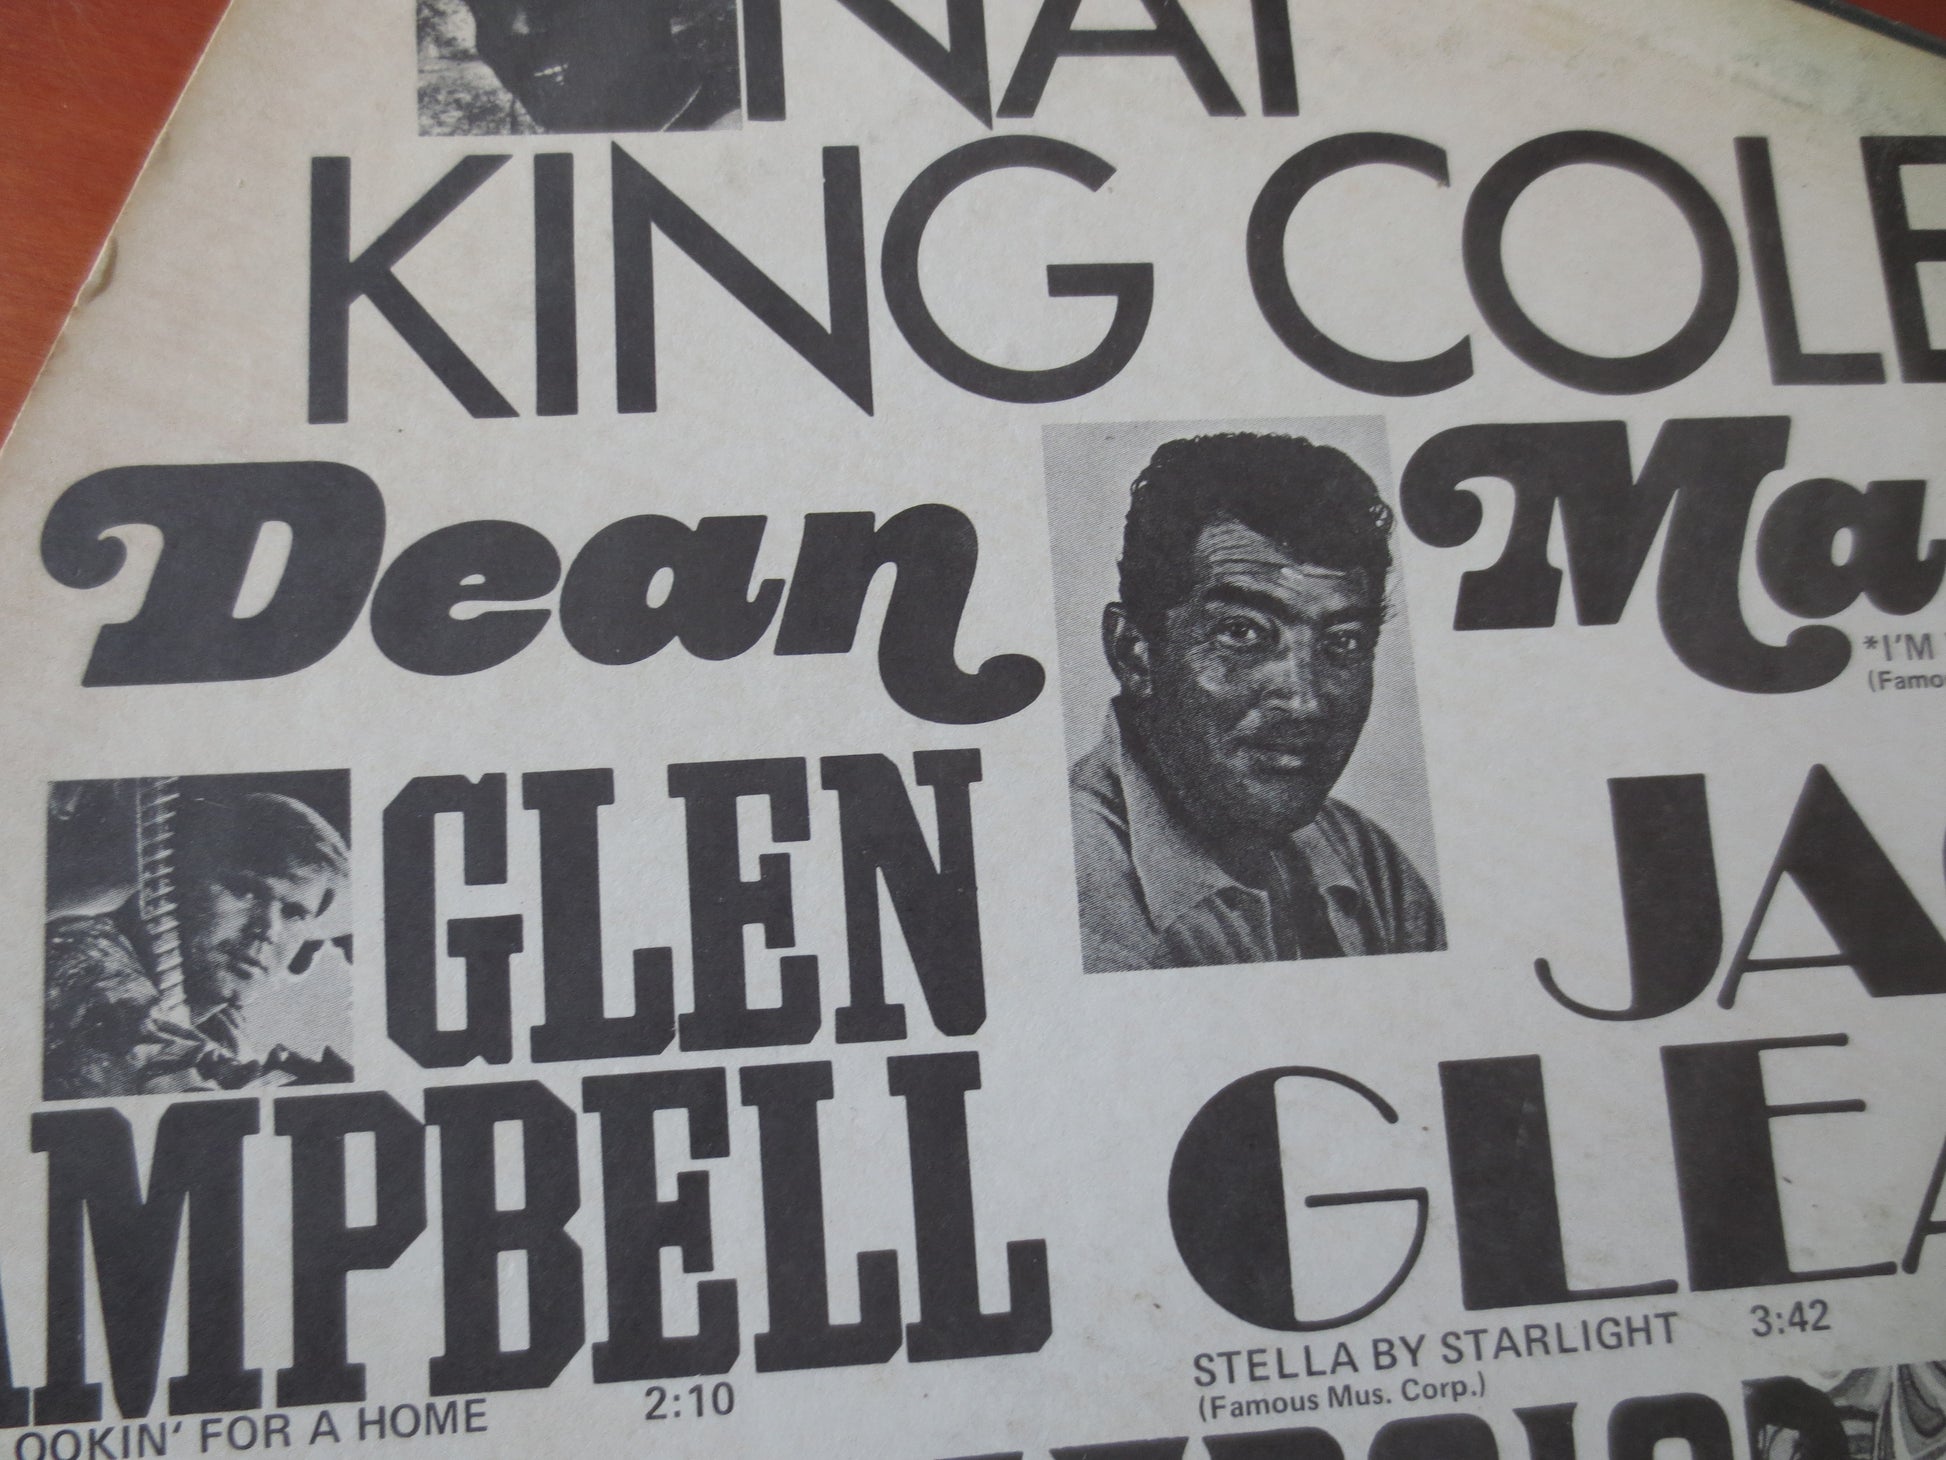 NAT
KING COLE
Dean Ma
*I'M
(Famo
GLEN
MPBELL
OOKIN' FOR A HOME 2:10
JA
GLEA
STELLA BY STARLIGHT 3:42
(Famous Mus. Corp.)